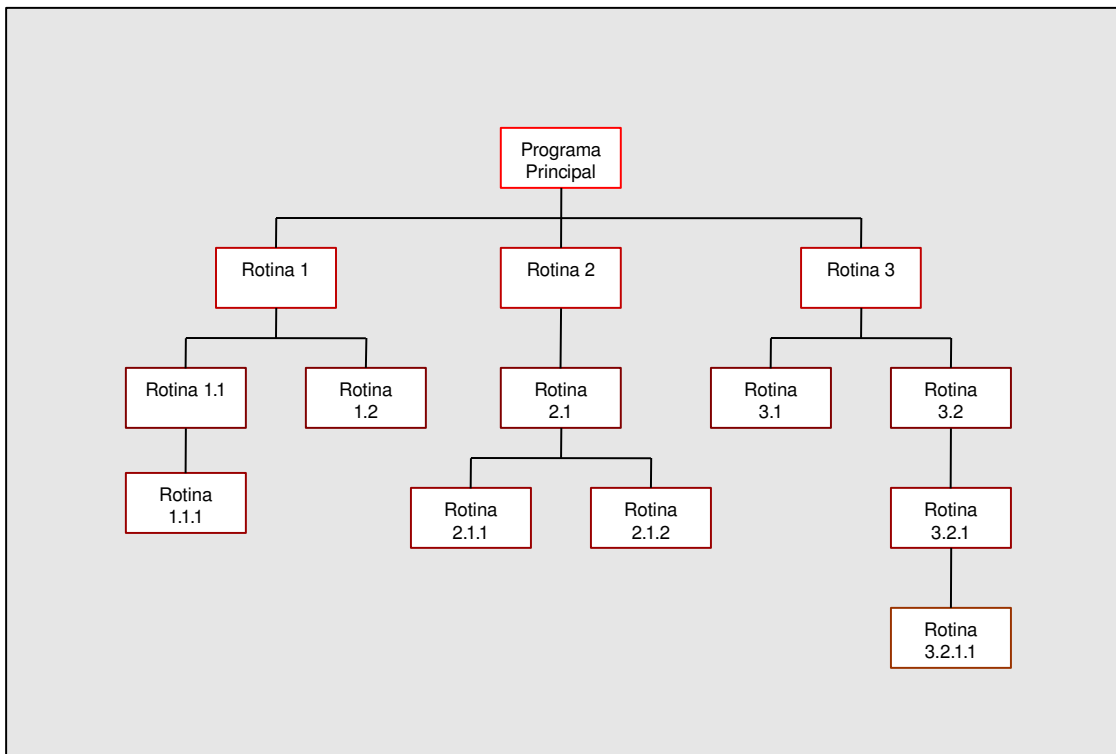 Programa
Principal
Rotina 1
Rotina 2
Rotina 3
Rotina 1.1
Rotina
1.2
Rotina
2.1
Rotina
3.1
Rotina
3.2
Rotina
1.1.1
Rotina
2.1.1
Rotina
2.1.2
Rotina
3.2.1
Rotina
3.2.1.1